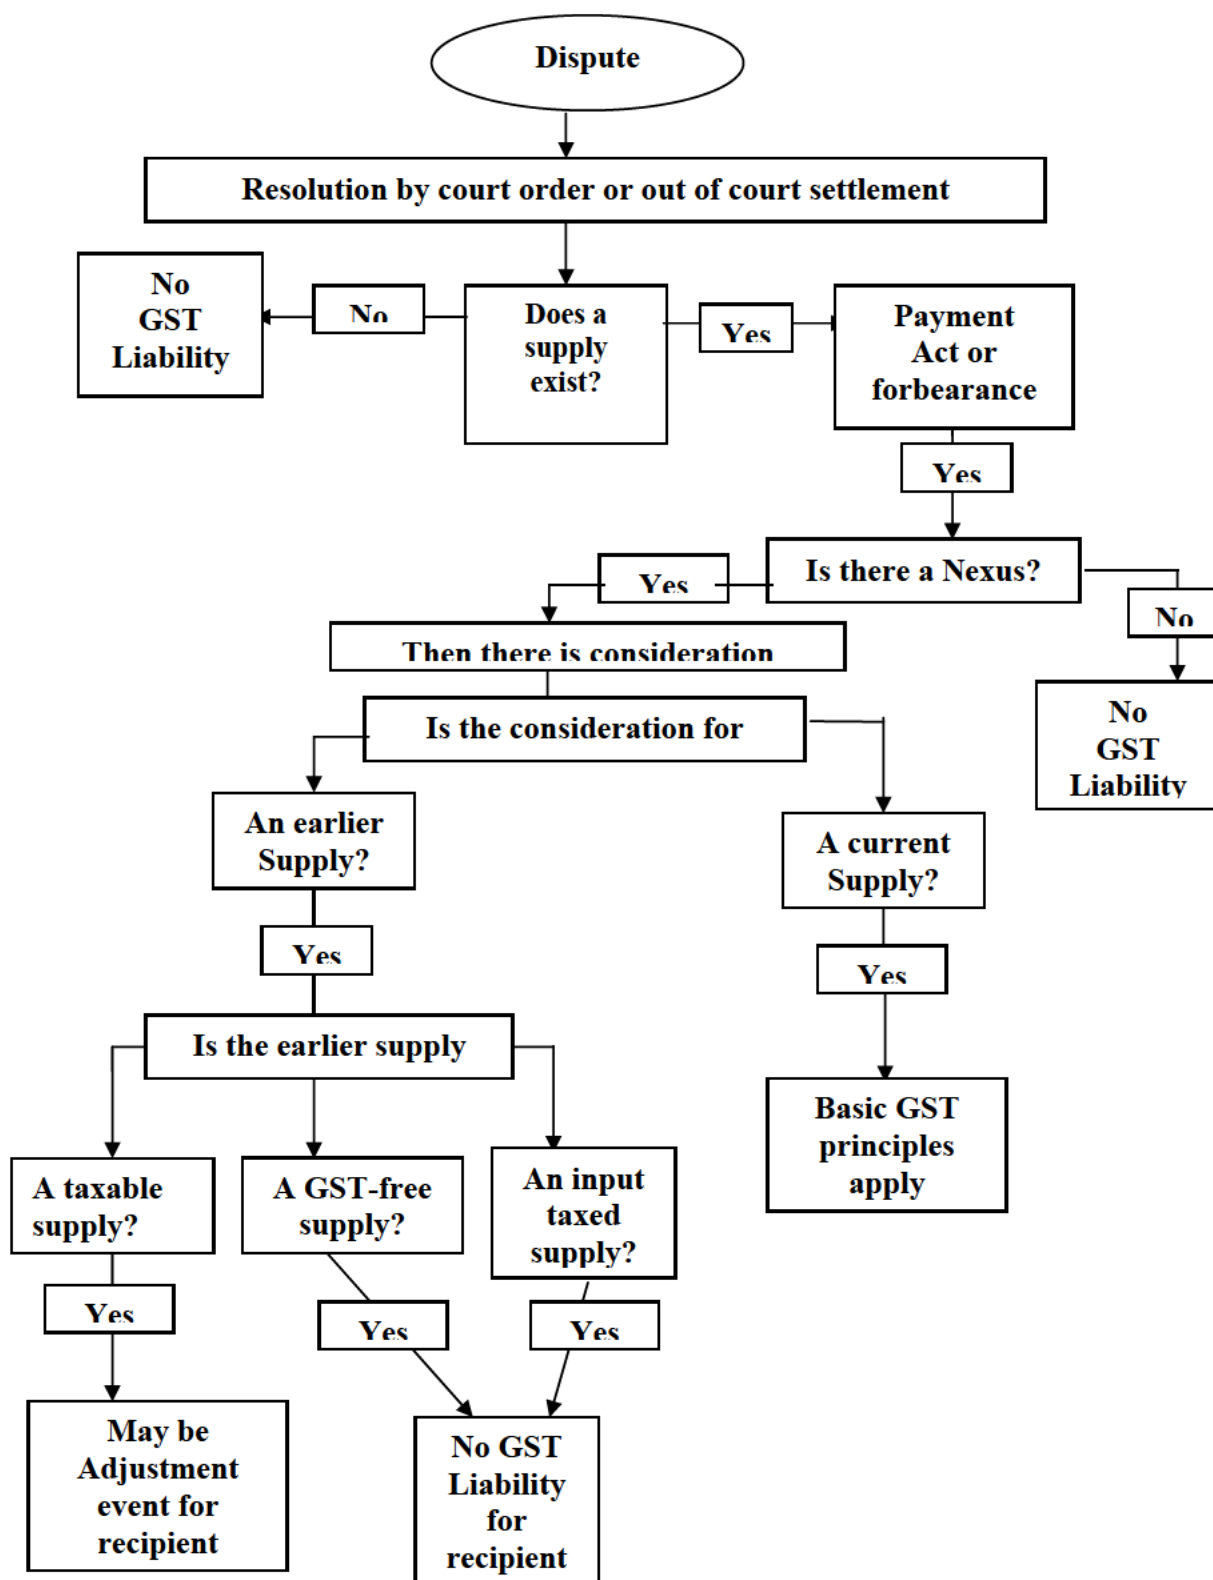 Dispute
Resolution by court order or out of court settlement
No
GST
Liability
No
Does a
supply
exist?
Yes
Payment
Act or
forbearance
Yes
Is there a Nexus?
Yes
No
Then there is consideration
Is the consideration for
No
GST
Liability
An earlier
Supply?
A current
Supply?
Yes
Yes
Is the earlier supply
Basic GST
principles
apply
A taxable
supply?
A GST-free
supply?
An input
taxed
supply?
Yes
Yes
Yes
May be
Adjustment
event for
recipient
No GST
Liability
for
recipient